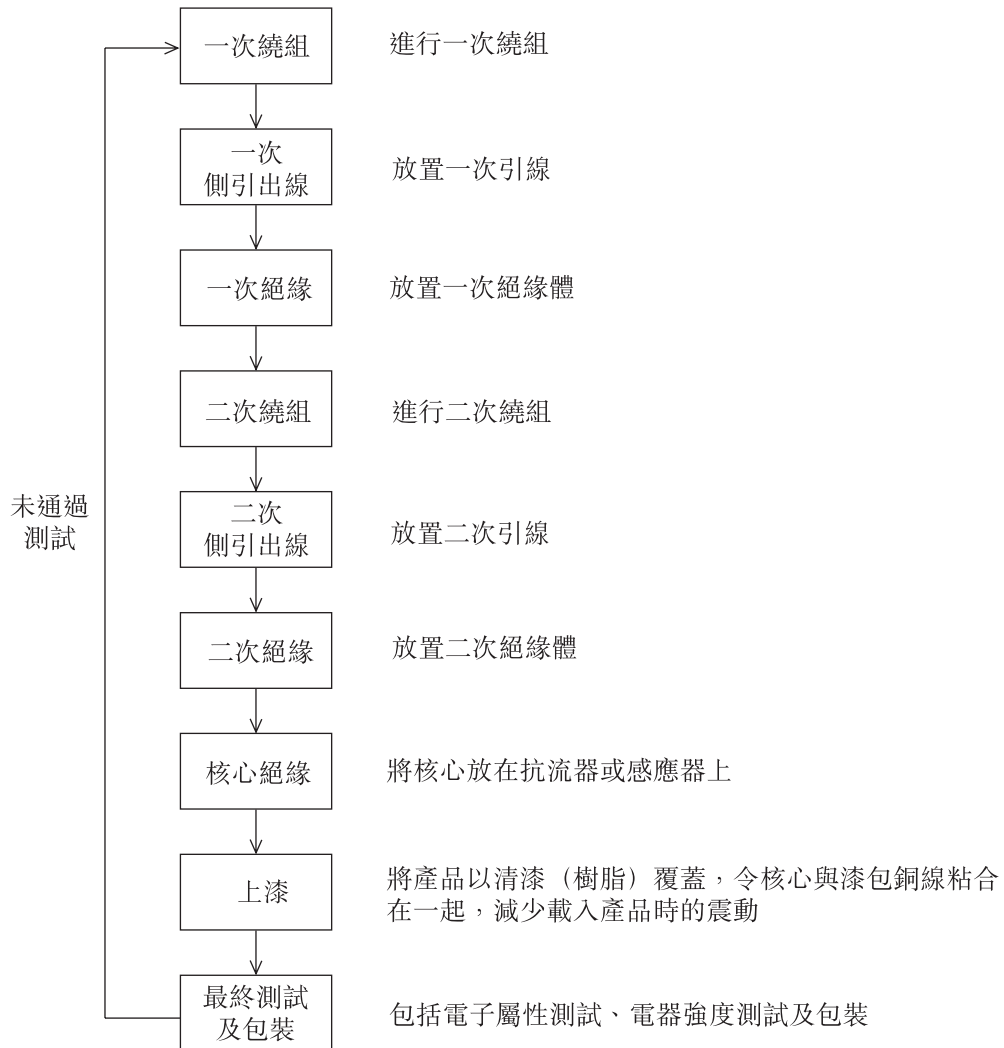 一次繞組
進行一次繞組
一次
側引出線
放置一次引線
一次絕緣
放置一次絕緣體
二次繞組
進行二次繞組
未通過
測試
二次
側引出線
放置二次引線
二次絕緣
放置二次絕緣體
核心絕緣
將核心放在抗流器或感應器上
上漆
將產品以清漆（樹脂）覆蓋，令核心與漆包銅線粘合
在一起，減少載入產品時的震動
最終測試
及包裝
包括電子屬性測試、電器強度測試及包裝